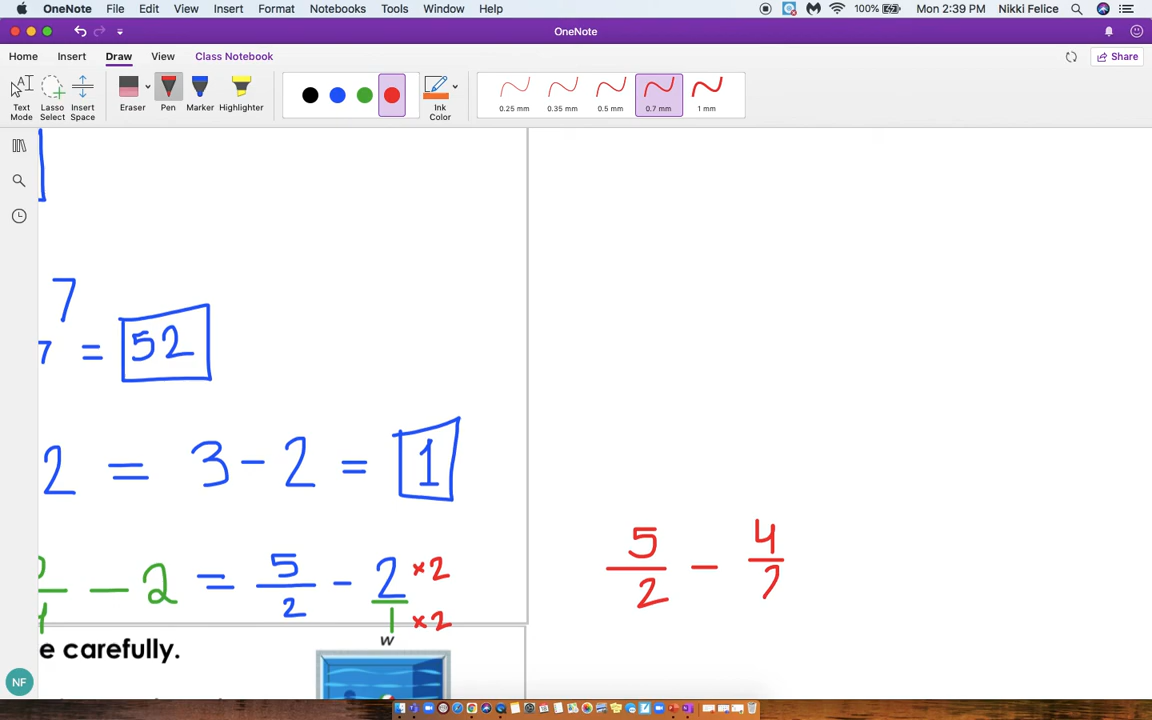 OneNote File Edit View Insert Format Notebooks Tools Window Help 100% Mon 2:39 PM Nikki Felice
OneNote
Home Insert Draw View Class Notebook Share
Text Mode Lasso Select Insert Space Eraser Pen Marker Highlighter Ink Color 0.25 mm 0.35 mm 0.5 mm 0.7 mm 1 mm
7
7 = 52
2 = 3 - 2 = 1
- 2 = 5/2 - 2/1 ×2 ×2
5/2 - 4/2
w
e carefully.
NF